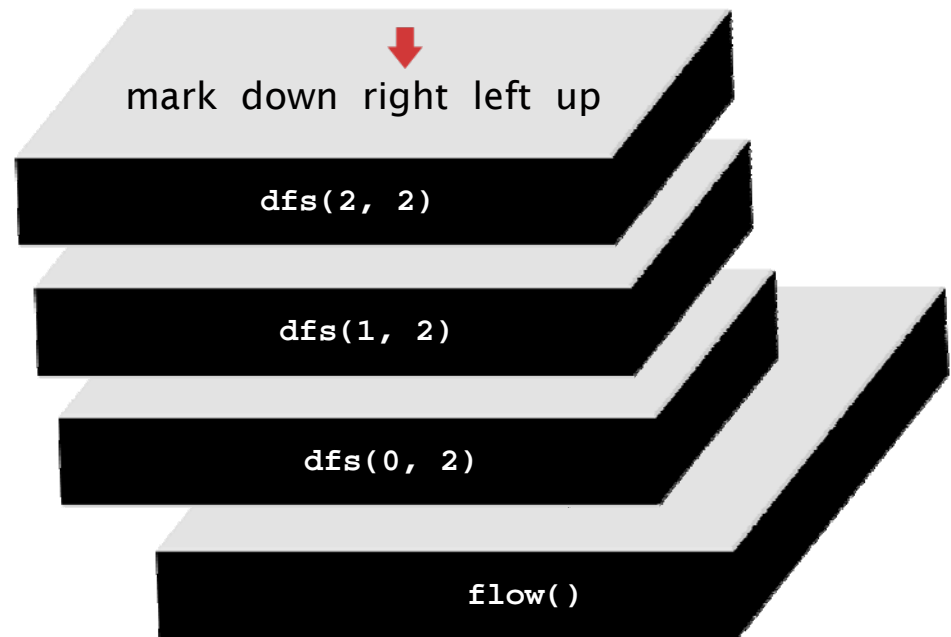 mark down right left up
dfs(2, 2)
dfs(1, 2)
dfs(0, 2)
flow()